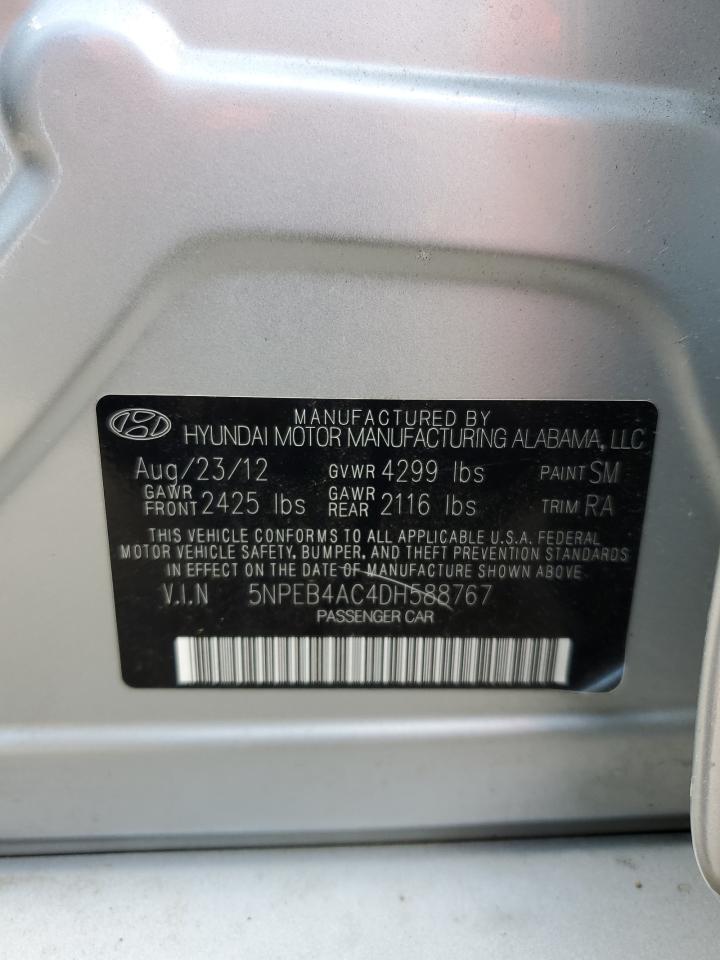 MANUFACTURED BY
HYUNDAI MOTOR MANUFACTURING ALABAMA, LLC
Aug/23/12 GVWR 4299 lbs PAINT SM
GAWR FRONT 2425 lbs GAWR REAR 2116 lbs TRIM RA
THIS VEHICLE CONFORMS TO ALL APPLICABLE U.S.A. FEDERAL
MOTOR VEHICLE SAFETY, BUMPER, AND THEFT PREVENTION STANDARDS
IN EFFECT ON THE DATE OF MANUFACTURE SHOWN ABOVE.
V.I.N 5NPEB4AC4DH588767
PASSENGER CAR